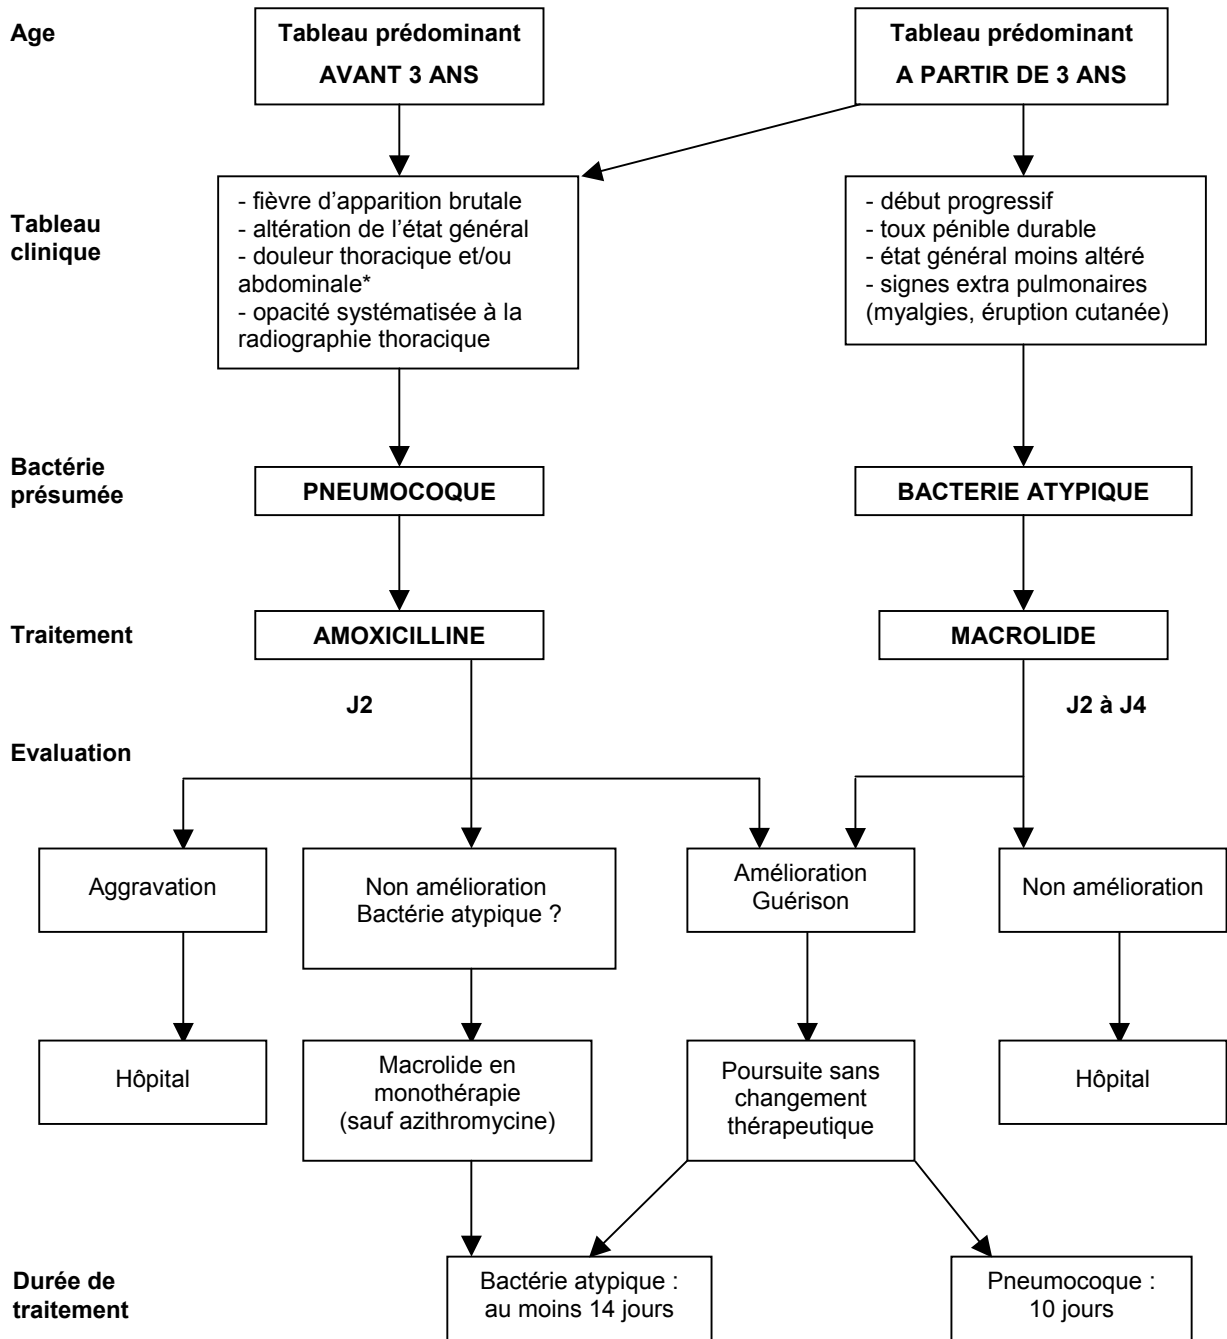 Age
Tableau prédominant
AVANT 3 ANS
Tableau prédominant
A PARTIR DE 3 ANS
Tableau
clinique
- fièvre d'apparition brutale
- altération de l'état général
- douleur thoracique et/ou
abdominale*
- opacité systématisée à la
radiographie thoracique
- début progressif
- toux pénible durable
- état général moins altéré
- signes extra pulmonaires
(myalgies, éruption cutanée)
Bactérie
présumée
PNEUMOCOQUE
BACTERIE ATYPIQUE
Traitement
AMOXICILLINE
MACROLIDE
J2
J2 à J4
Evaluation
Aggravation
Non amélioration
Bactérie atypique ?
Amélioration
Guérison
Non amélioration
Hôpital
Macrolide en
monothérapie
(sauf azithromycine)
Poursuite sans
changement
thérapeutique
Hôpital
Durée de
traitement
Bactérie atypique :
au moins 14 jours
Pneumocoque :
10 jours